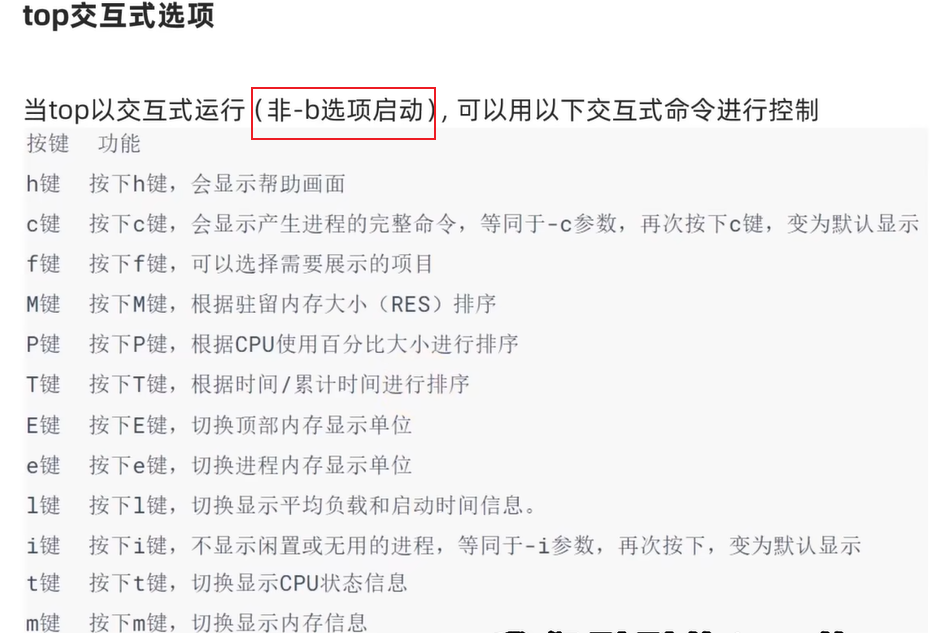 top交互式选项
当top以交互式运行(非-b选项启动), 可以用以下交互式命令进行控制
按键 功能
h键 按下h键，会显示帮助画面
c键 按下c键，会显示产生进程的完整命令，等同于-c参数，再次按下c键，变为默认显示
f键 按下f键，可以选择需要展示的项目
M键 按下M键，根据驻留内存大小（RES）排序
P键 按下P键，根据CPU使用百分比大小进行排序
T键 按下T键，根据时间/累计时间进行排序
E键 按下E键，切换顶部内存显示单位
e键 按下e键，切换进程内存显示单位
l键 按下l键，切换显示平均负载和启动时间信息。
i键 按下i键，不显示闲置或无用的进程，等同于-i参数，再次按下，变为默认显示
t键 按下t键，切换显示CPU状态信息
m键 按下m键，切换显示内存信息